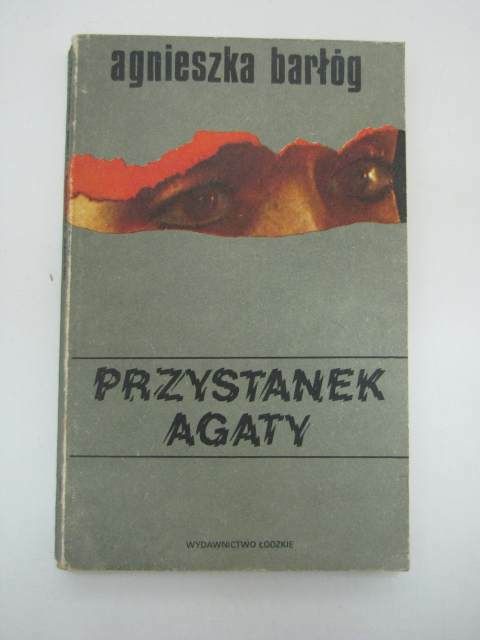 agnieszka barłóg
PRZYSTANEK
AGATY
WYDAWNICTWO ŁÓDZKIE